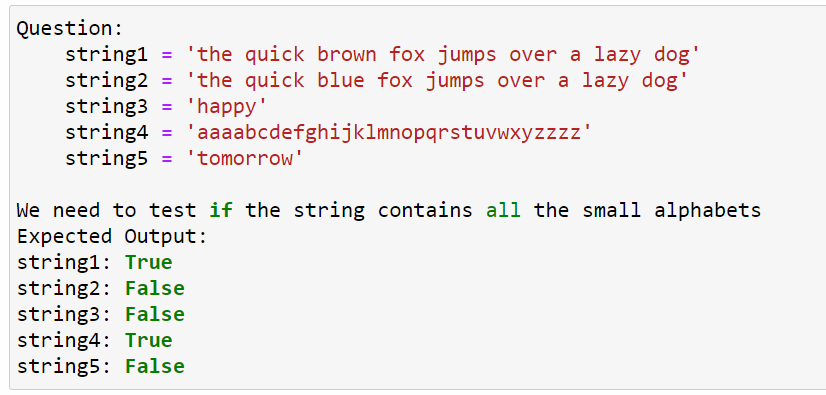 Question:
string1 = 'the quick brown fox jumps over a lazy dog'
string2 = 'the quick blue fox jumps over a lazy dog'
string3 = 'happy'
string4 = 'aaaabcdefghijklmnopqrstuvwxyzzzz'
string5 = 'tomorrow'
We need to test if the string contains all the small alphabets
Expected Output:
string1: True
string2: False
string3: False
string4: True
string5: False